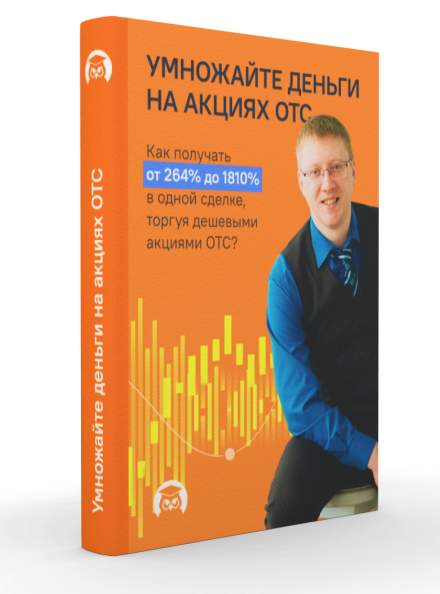 УМНОЖАЙТЕ ДЕНЬГИ
НА АКЦИЯХ ОТС
Как получать
от 264% до 1810%
в одной сделке,
торгуя дешевыми
акциями ОТС?
Умножайте деньги на акциях ОТС